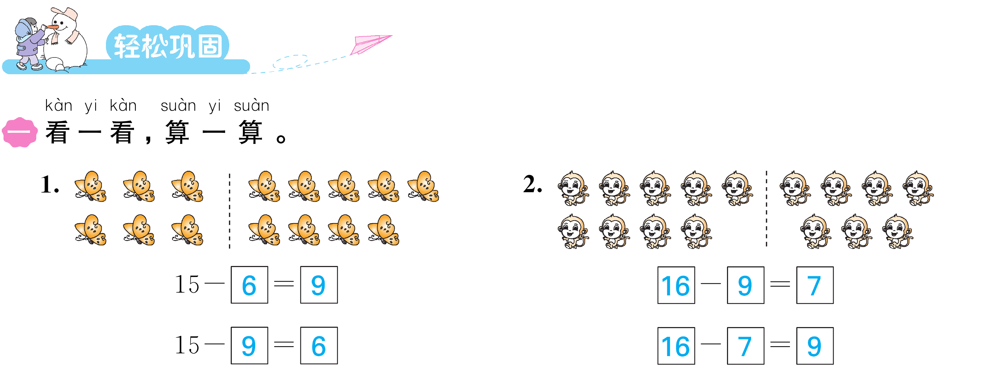 轻松巩固
kàn yi kàn suàn yi suàn
一 看一看，算一算。
1.
15－6＝9
15－9＝6
2.
16－9＝7
16－7＝9